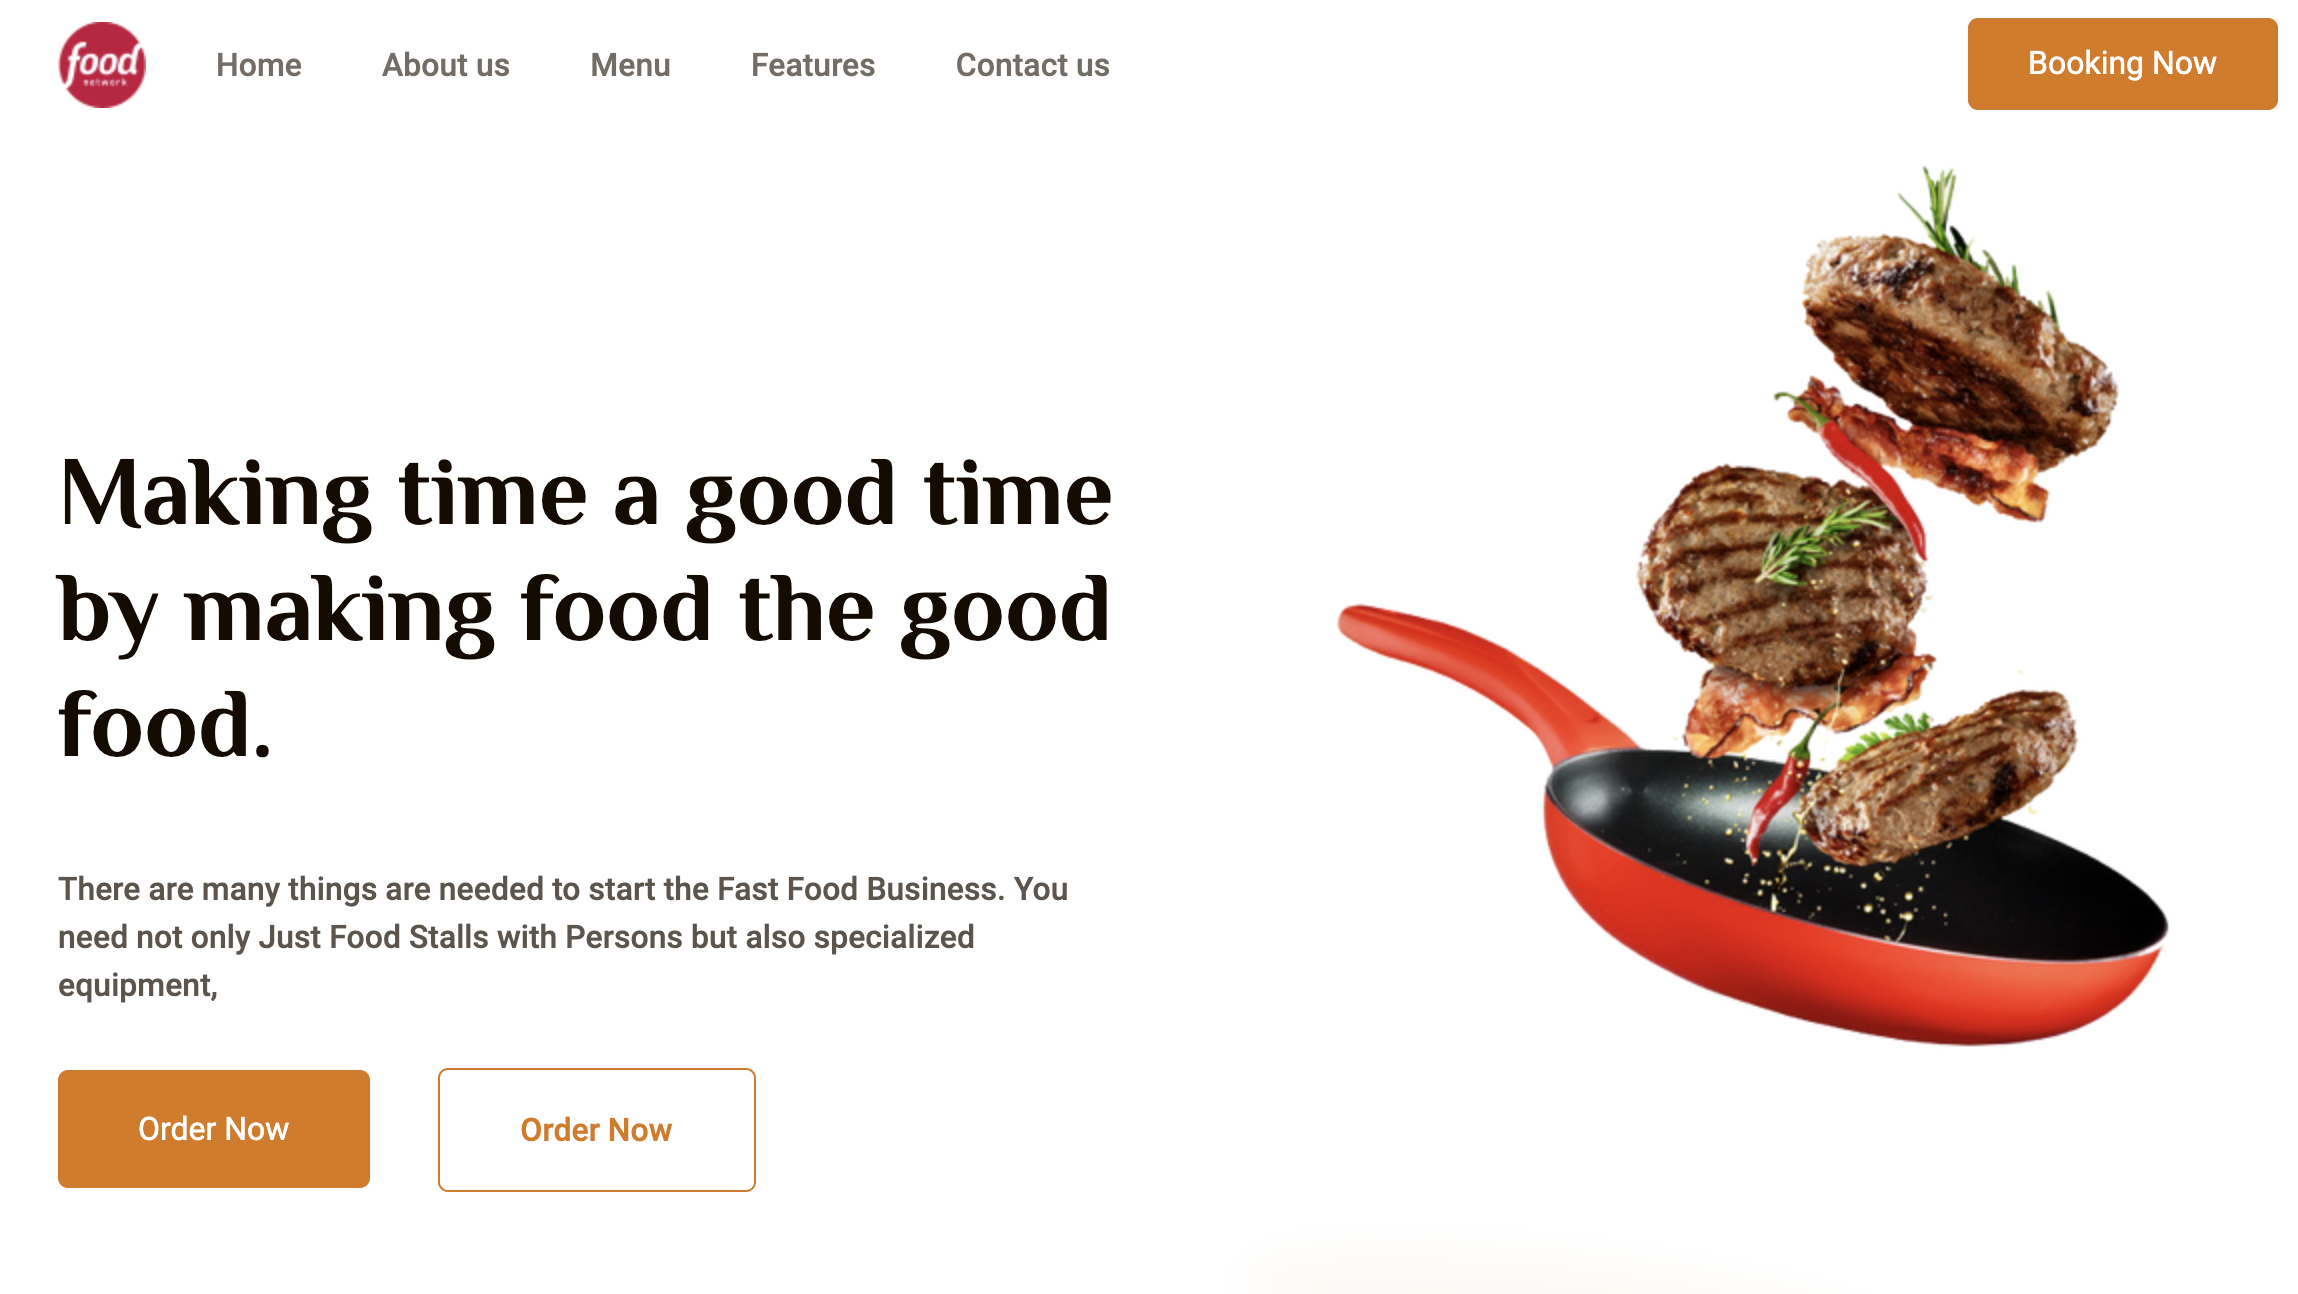 food
network
Home
About us
Menu
Features
Contact us
Booking Now
Making time a good time
by making food the good
food.
There are many things are needed to start the Fast Food Business. You
need not only Just Food Stalls with Persons but also specialized
equipment,
Order Now
Order Now